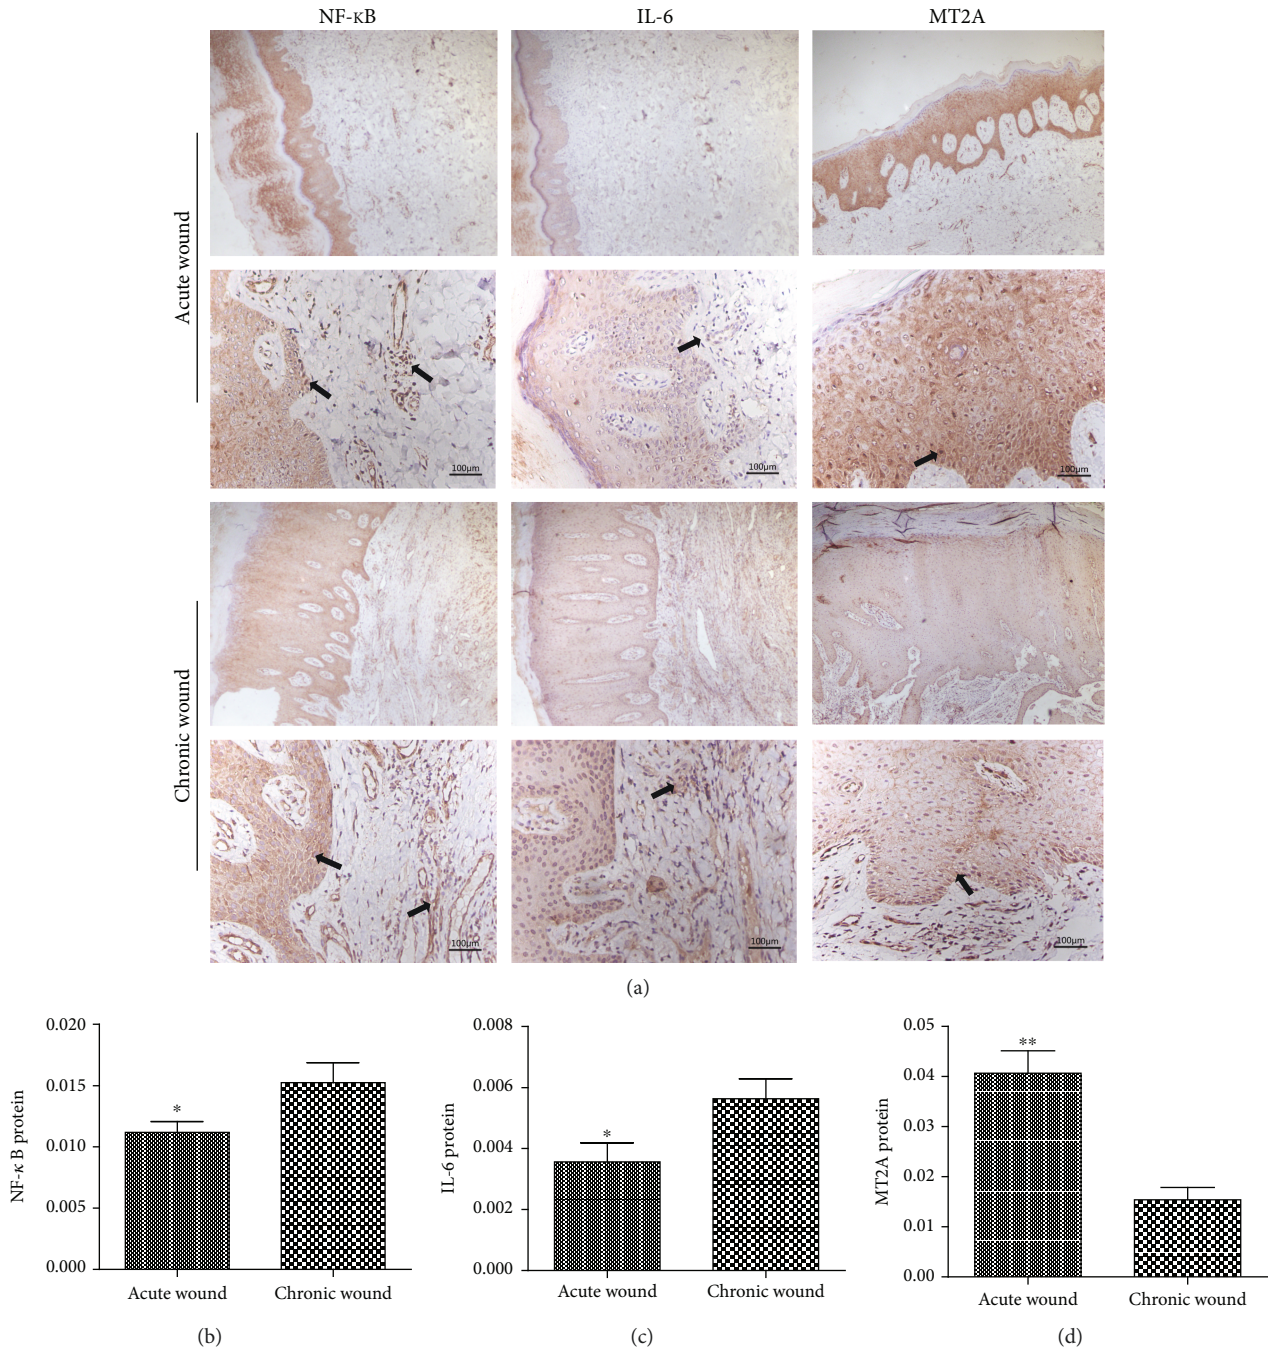 NF-κB IL-6 MT2A
Acute wound
100μm 100μm 100μm
Chronic wound
100μm 100μm 100μm
(a)
NF-κ B protein
0.020
0.015
0.010
0.005
0.000
*
Acute wound Chronic wound
(b)
IL-6 protein
0.008
0.006
0.004
0.002
0.000
*
Acute wound Chronic wound
(c)
MT2A protein
0.05
0.04
0.03
0.02
0.01
0.00
**
Acute wound Chronic wound
(d)